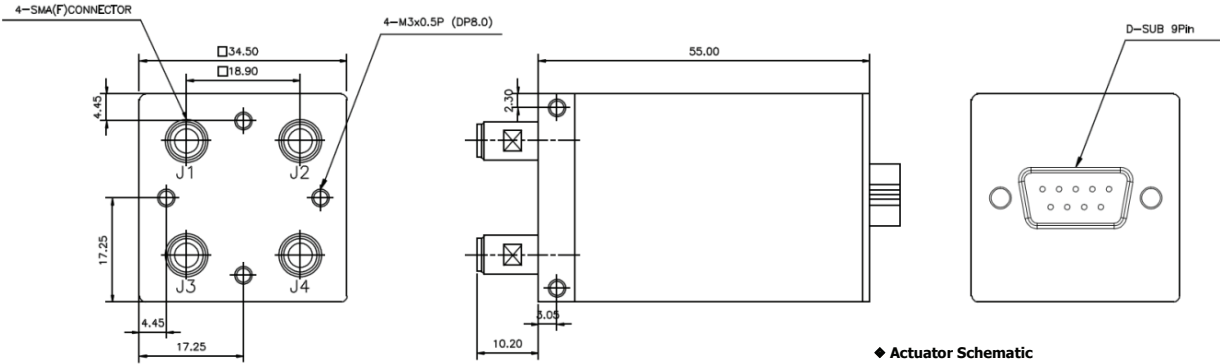 4-SMA(F)CONNECTOR
4-M3x0.5P (DP8.0)
D-SUB 9Pin
□34.50
□18.90
55.00
4.45
2.30
J1
J2
17.25
J3
J4
4.45
17.25
3.05
10.20
◆ Actuator Schematic